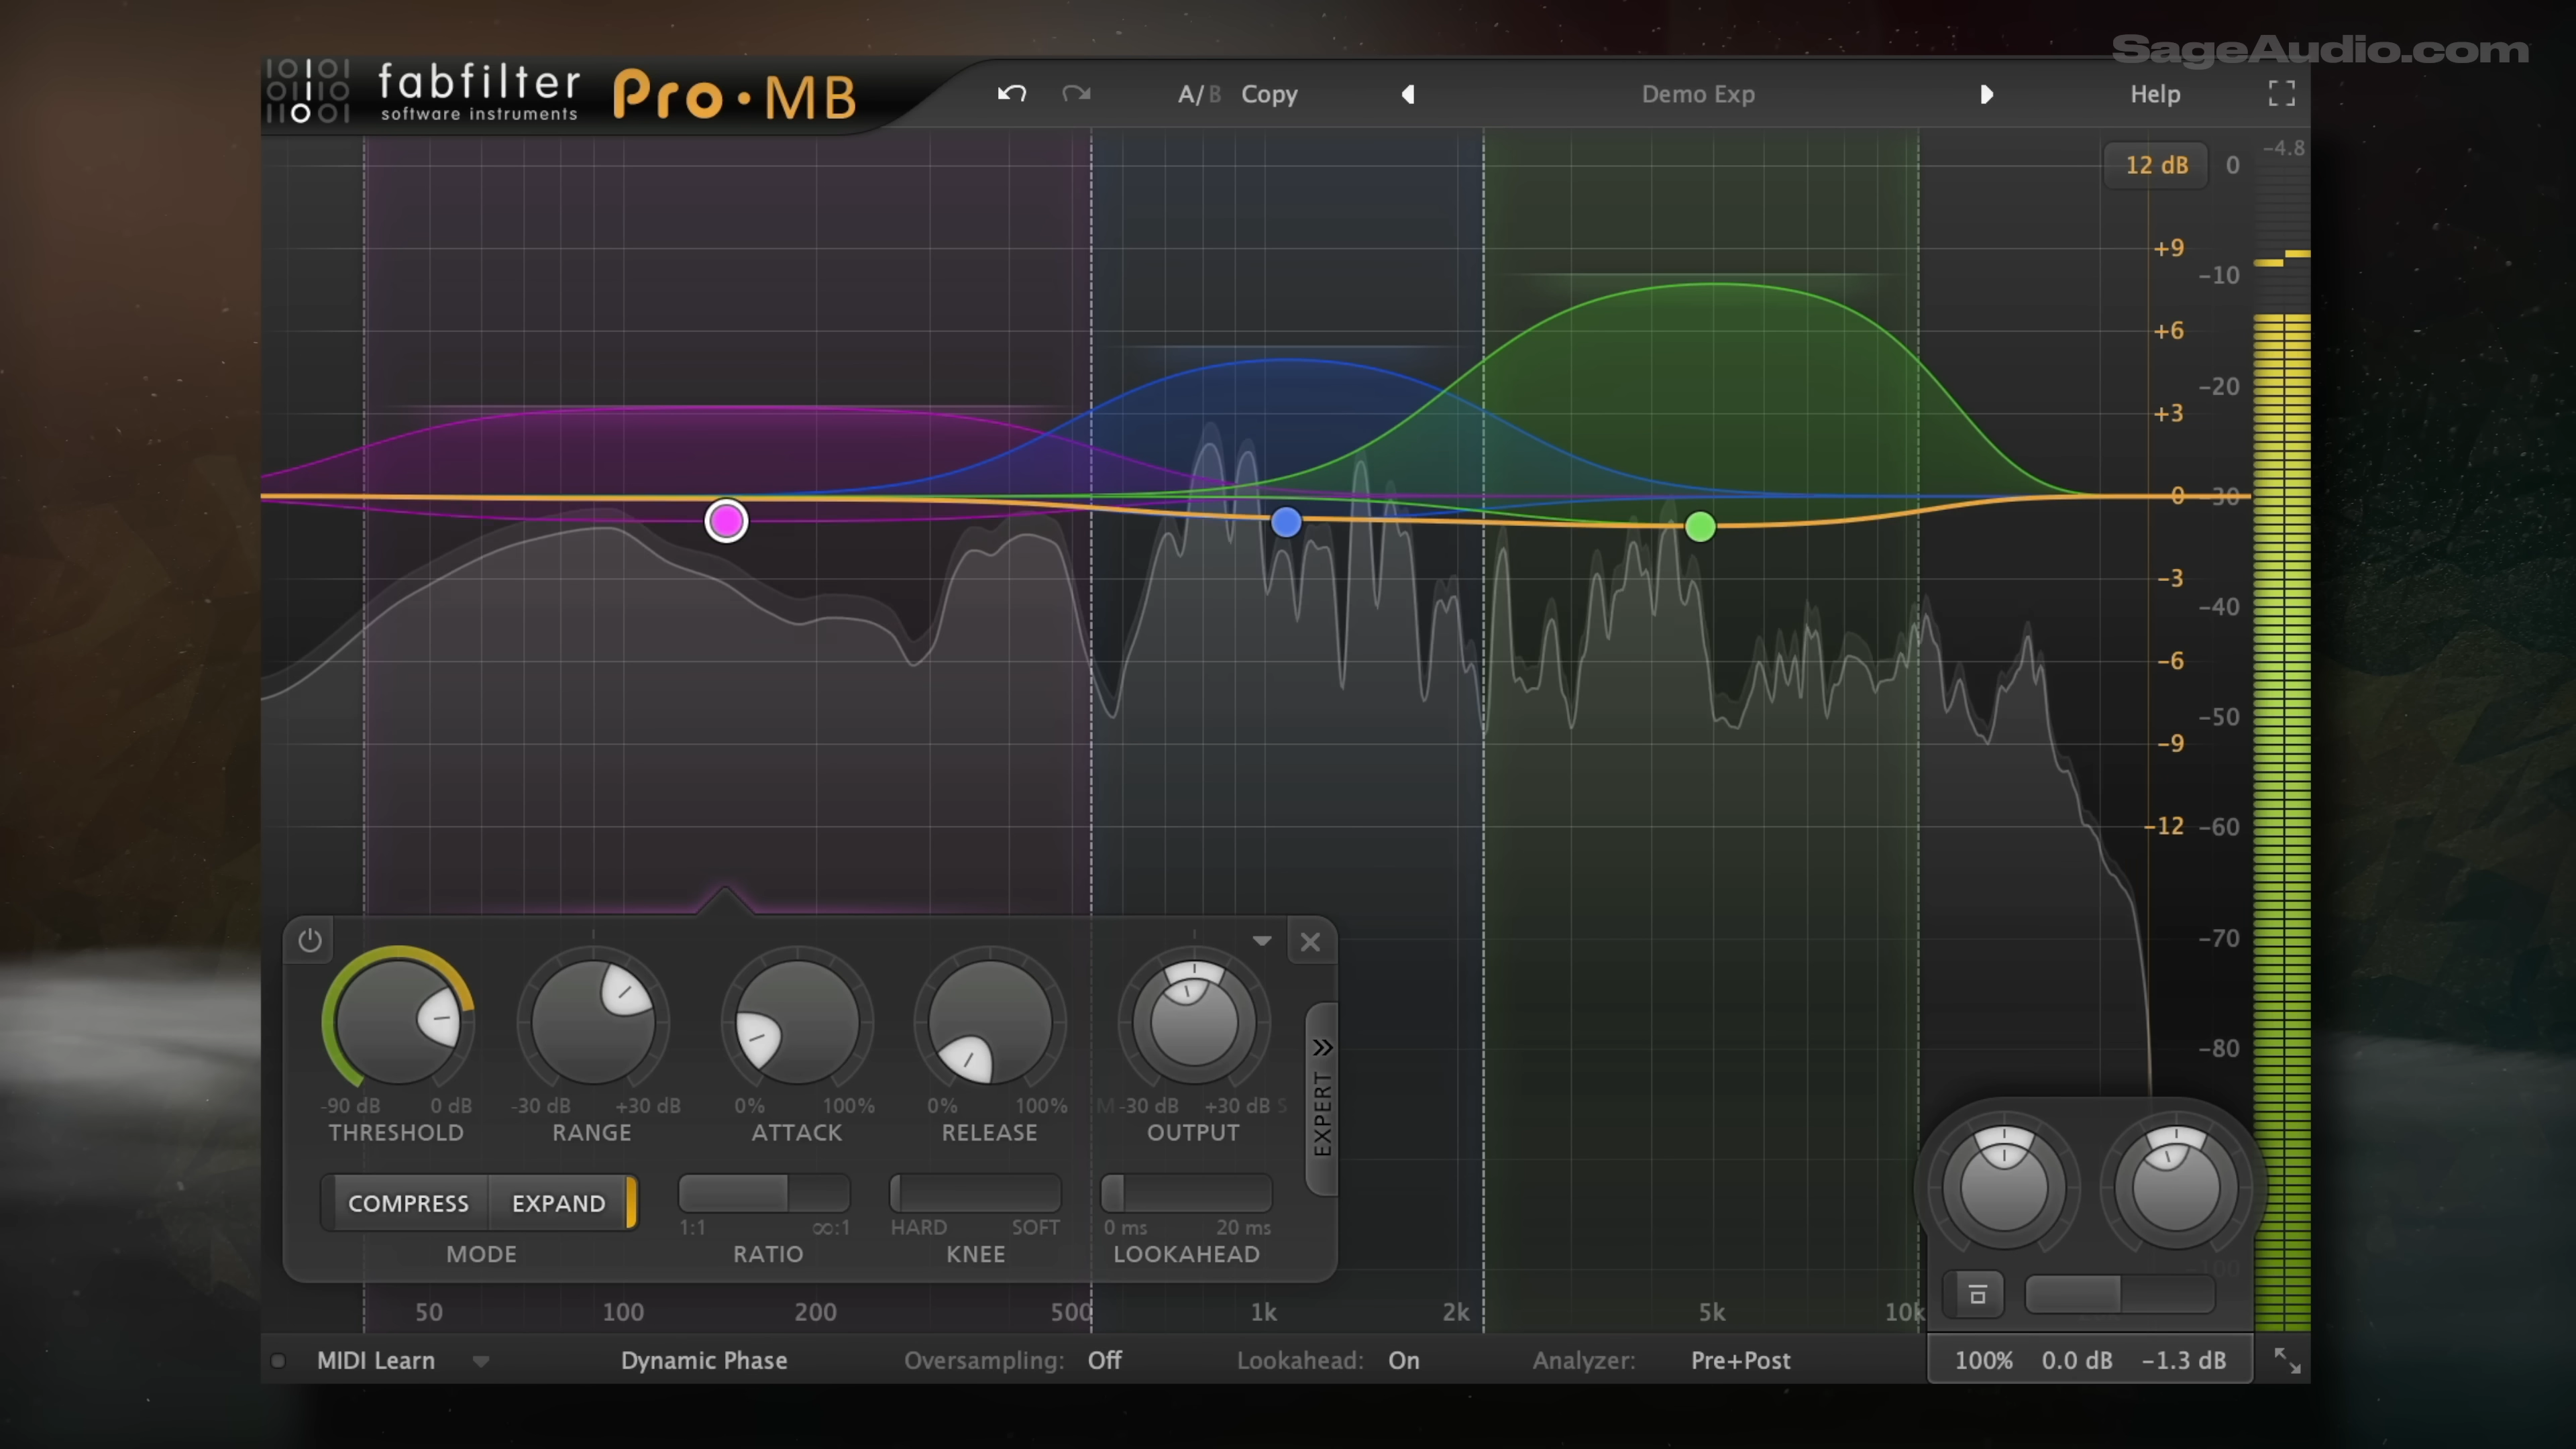 SageAudio.com
fabfilter
software instruments
Pro·MB
A/B Copy
Demo Exp
Help
12 dB 0 -4.8
+9
-10
+6
-20
+3
0 -30
-3
-40
-6
-50
-9
-12 -60
-70
-80
-100
-90 dB 0 dB
THRESHOLD
-30 dB +30 dB
RANGE
0% 100%
ATTACK
0% 100%
RELEASE
M -30 dB +30 dB S
OUTPUT
EXPERT
COMPRESS EXPAND
MODE
1:1 ∞:1
RATIO
HARD SOFT
KNEE
0 ms 20 ms
LOOKAHEAD
50 100 200 500 1k 2k 5k 10k
MIDI Learn Dynamic Phase Oversampling: Off Lookahead: On Analyzer: Pre+Post 100% 0.0 dB -1.3 dB